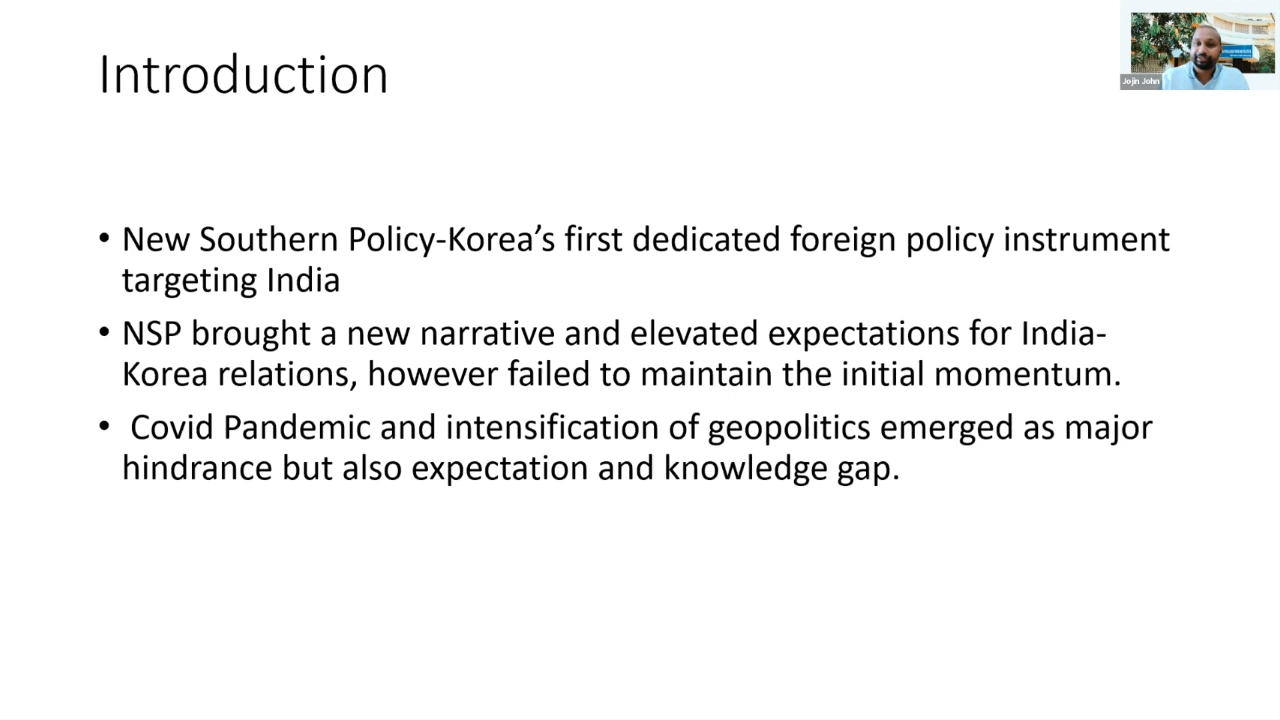 Introduction
Jojin John
• New Southern Policy-Korea’s first dedicated foreign policy instrument
targeting India
• NSP brought a new narrative and elevated expectations for India-
Korea relations, however failed to maintain the initial momentum.
• Covid Pandemic and intensification of geopolitics emerged as major
hindrance but also expectation and knowledge gap.